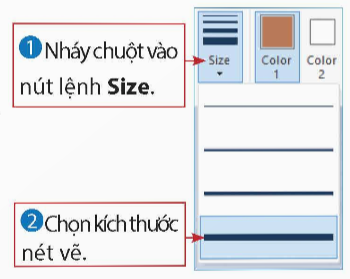 1 Nháy chuột vào
nút lệnh Size.
Size
Color
1
Color
2
2 Chọn kích thước
nét vẽ.